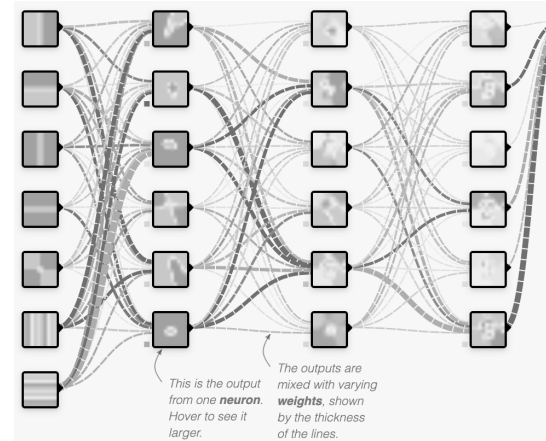 This is the output
from one neuron.
Hover to see it
larger.
The outputs are
mixed with varying
weights, shown
by the thickness
of the lines.